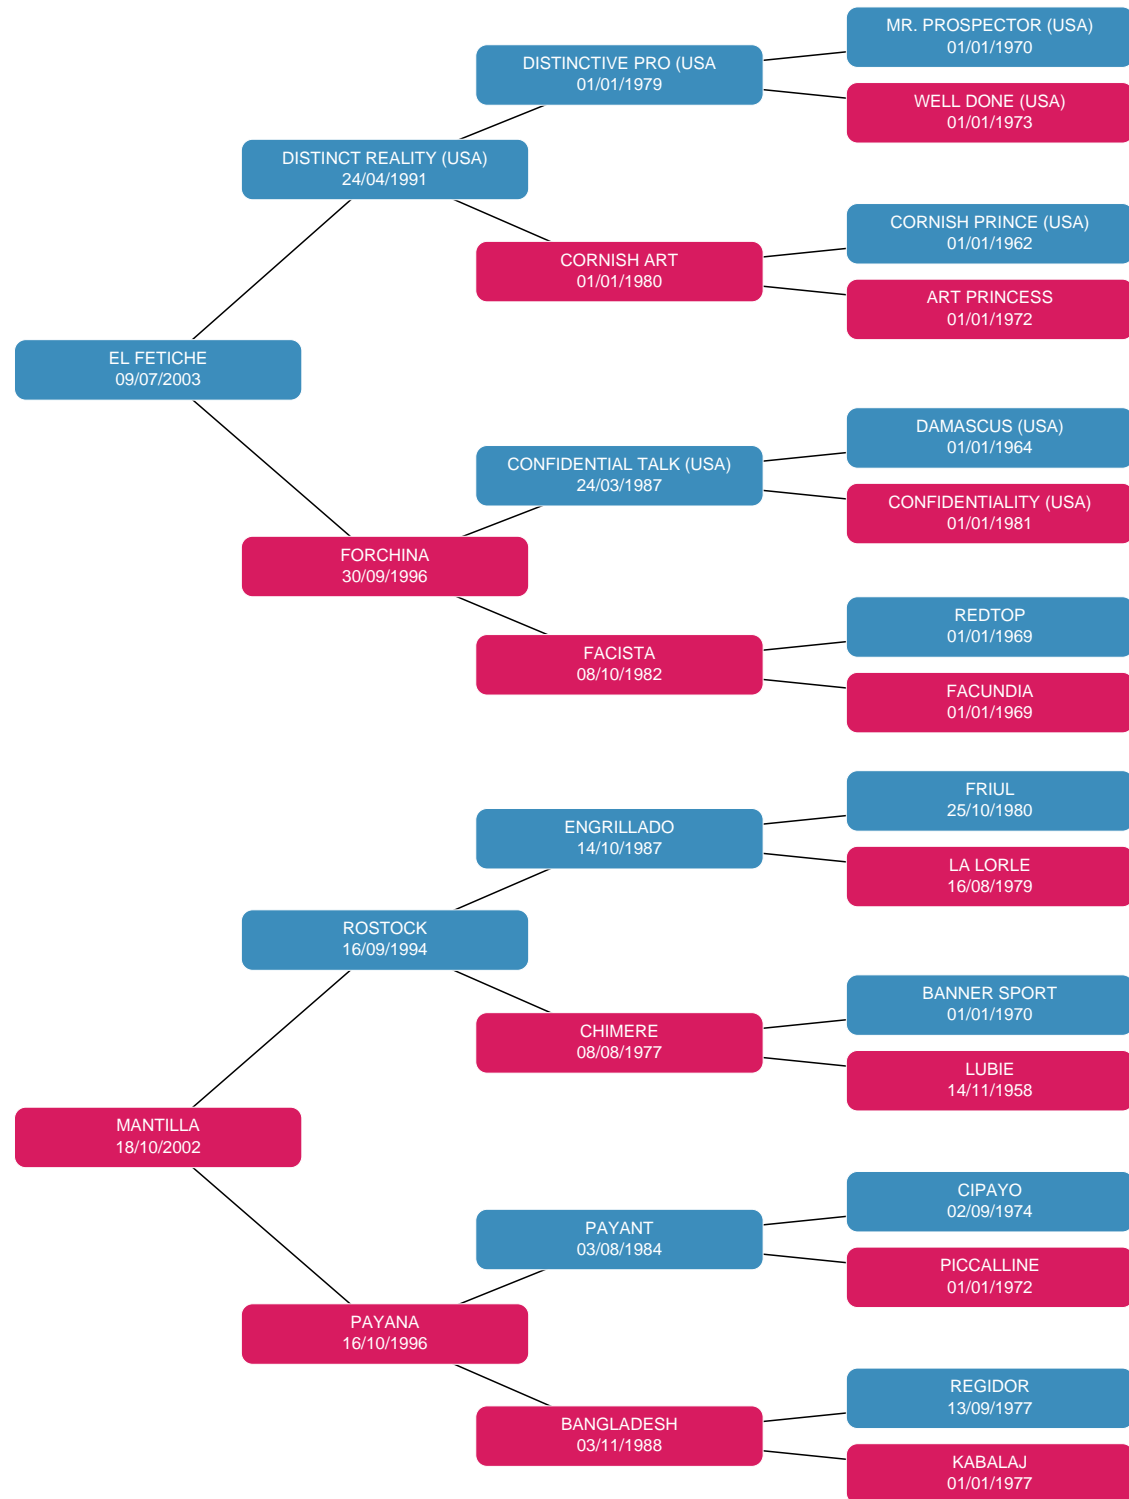 MR. PROSPECTOR (USA)
01/01/1970
DISTINCTIVE PRO (USA
01/01/1979
WELL DONE (USA)
01/01/1973
DISTINCT REALITY (USA)
24/04/1991
CORNISH PRINCE (USA)
01/01/1962
CORNISH ART
01/01/1980
ART PRINCESS
01/01/1972
EL FETICHE
09/07/2003
DAMASCUS (USA)
01/01/1964
CONFIDENTIAL TALK (USA)
24/03/1987
CONFIDENTIALITY (USA)
01/01/1981
FORCHINA
30/09/1996
REDTOP
01/01/1969
FACISTA
08/10/1982
FACUNDIA
01/01/1969
FRIUL
25/10/1980
ENGRILLADO
14/10/1987
LA LORLE
16/08/1979
ROSTOCK
16/09/1994
BANNER SPORT
01/01/1970
CHIMERE
08/08/1977
LUBIE
14/11/1958
MANTILLA
18/10/2002
CIPAYO
02/09/1974
PAYANT
03/08/1984
PICCALLINE
01/01/1972
PAYANA
16/10/1996
REGIDOR
13/09/1977
BANGLADESH
03/11/1988
KABALAJ
01/01/1977